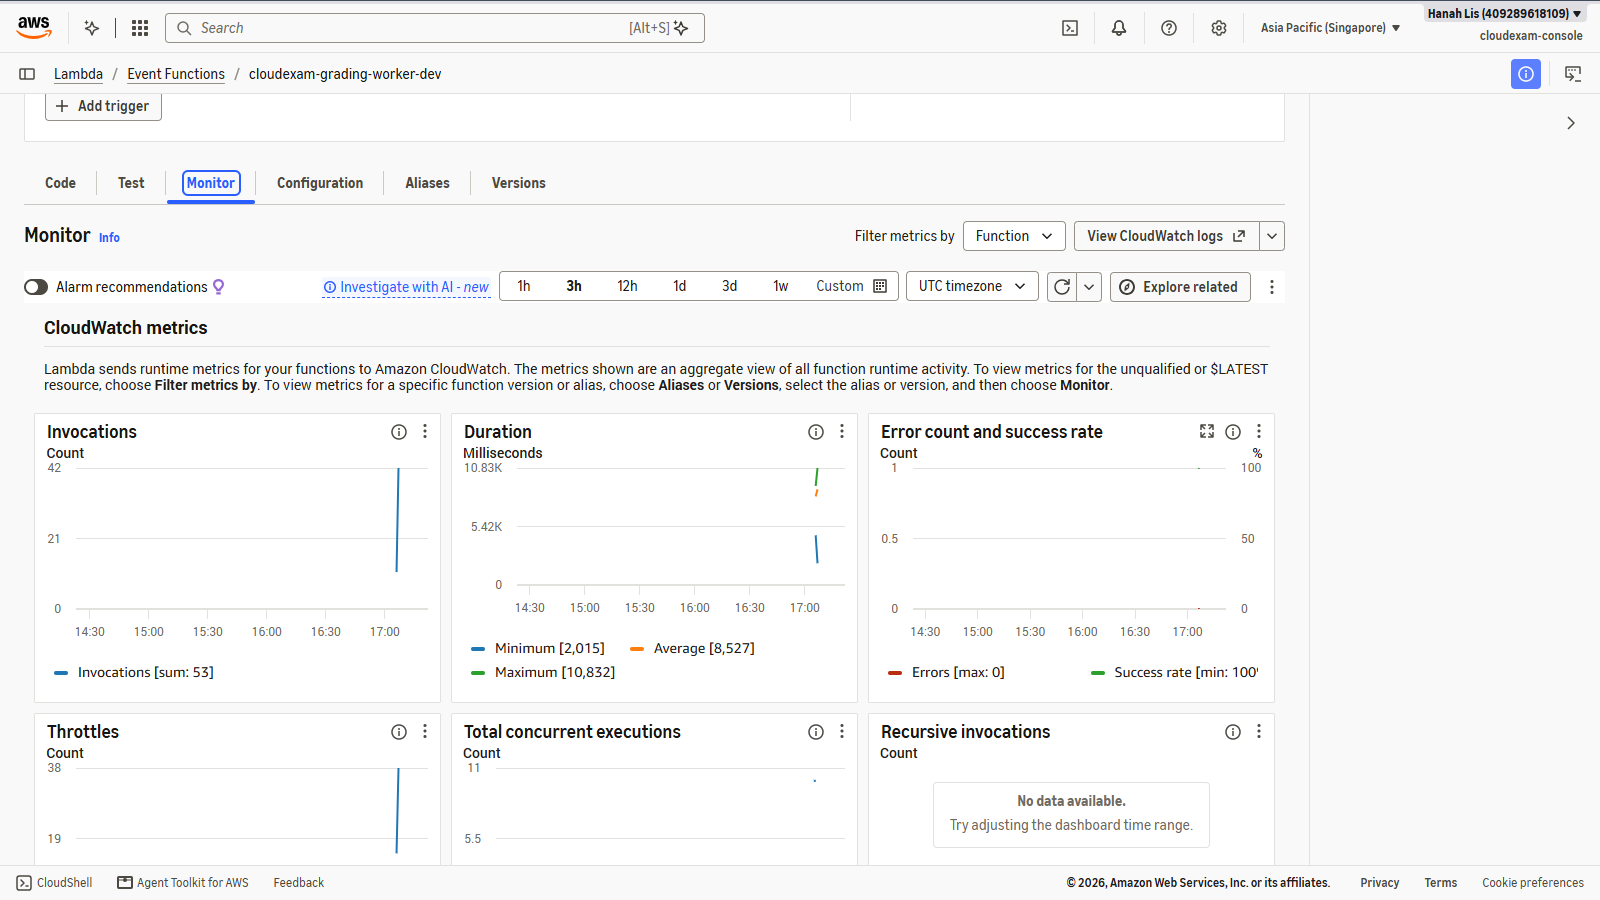 aws
Search
[Alt+S]
Asia Pacific (Singapore)
Hanah Lis (409289618109)
cloudexam-console
Lambda / Event Functions / cloudexam-grading-worker-dev
Add trigger
Code
Test
Monitor
Configuration
Aliases
Versions
Monitor Info
Filter metrics by
Function
View CloudWatch logs
Alarm recommendations
Investigate with AI - new
1h
3h
12h
1d
3d
1w
Custom
UTC timezone
Explore related
CloudWatch metrics
Lambda sends runtime metrics for your functions to Amazon CloudWatch. The metrics shown are an aggregate view of all function runtime activity. To view metrics for the unqualified or $LATEST
resource, choose Filter metrics by. To view metrics for a specific function version or alias, choose Aliases or Versions, select the alias or version, and then choose Monitor.
Invocations
Count
42
21
0
14:30 15:00 15:30 16:00 16:30 17:00
Invocations [sum: 53]
Duration
Milliseconds
10.83K
5.42K
0
14:30 15:00 15:30 16:00 16:30 17:00
Minimum [2,015]
Average [8,527]
Maximum [10,832]
Error count and success rate
Count
%
1
100
0.5
50
0
0
14:30 15:00 15:30 16:00 16:30 17:00
Errors [max: 0]
Success rate [min: 100%
Throttles
Count
38
19
Total concurrent executions
Count
11
5.5
Recursive invocations
Count
No data available.
Try adjusting the dashboard time range.
CloudShell
Agent Toolkit for AWS
Feedback
© 2026, Amazon Web Services, Inc. or its affiliates.
Privacy
Terms
Cookie preferences